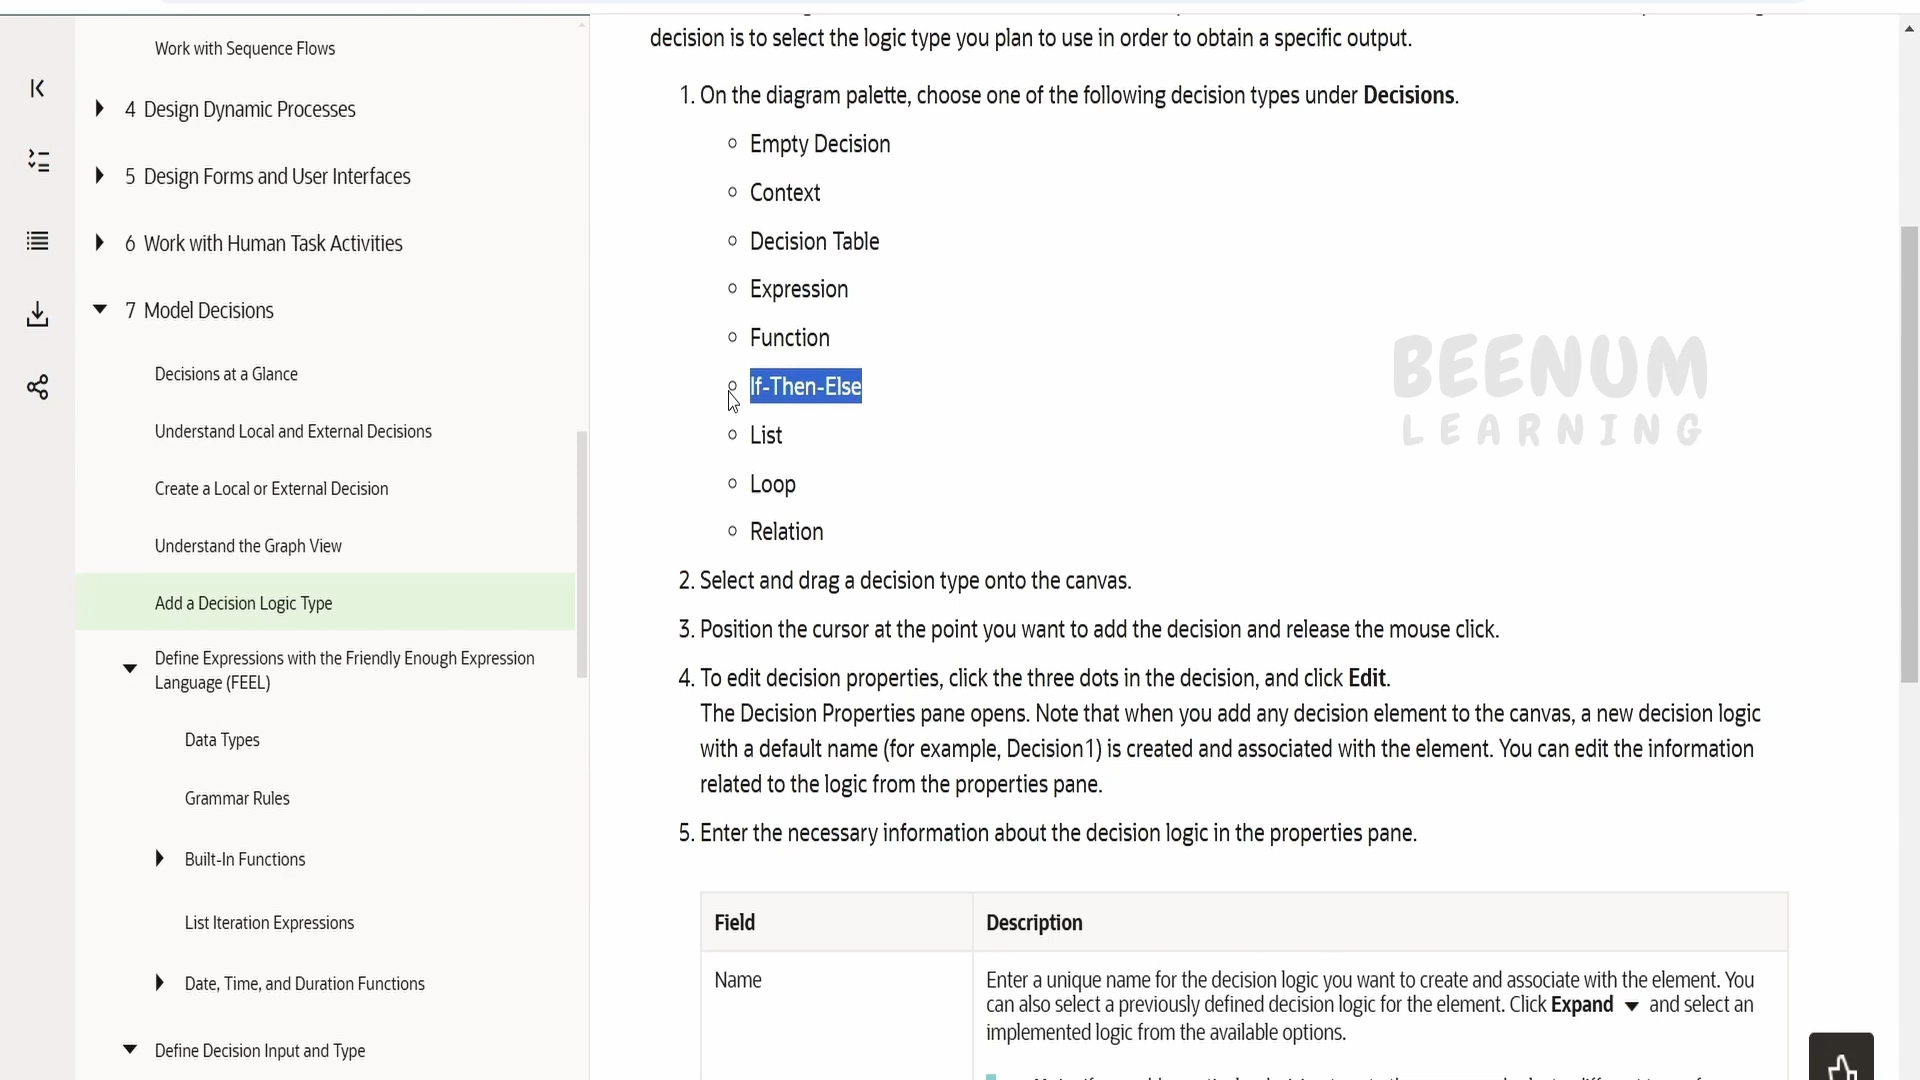 Work with Sequence Flows
4 Design Dynamic Processes
5 Design Forms and User Interfaces
6 Work with Human Task Activities
7 Model Decisions
Decisions at a Glance
Understand Local and External Decisions
Create a Local or External Decision
Understand the Graph View
Add a Decision Logic Type
Define Expressions with the Friendly Enough Expression
Language (FEEL)
Data Types
Grammar Rules
Built-In Functions
List Iteration Expressions
Date, Time, and Duration Functions
Define Decision Input and Type
decision is to select the logic type you plan to use in order to obtain a specific output.
1. On the diagram palette, choose one of the following decision types under Decisions.
Empty Decision
Context
Decision Table
Expression
Function
If-Then-Else
List
Loop
Relation
2. Select and drag a decision type onto the canvas.
3. Position the cursor at the point you want to add the decision and release the mouse click.
4. To edit decision properties, click the three dots in the decision, and click Edit.
The Decision Properties pane opens. Note that when you add any decision element to the canvas, a new decision logic
with a default name (for example, Decision1) is created and associated with the element. You can edit the information
related to the logic from the properties pane.
5. Enter the necessary information about the decision logic in the properties pane.
Field Description
Name Enter a unique name for the decision logic you want to create and associate with the element. You
can also select a previously defined decision logic for the element. Click Expand and select an
implemented logic from the available options.
BEENUM
LEARNING